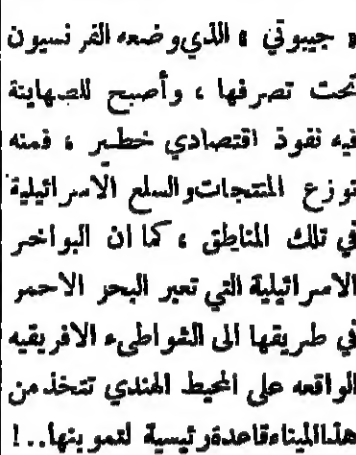 « جيبوتي » الذي وضعه الفرنسيون
تحت تصرفها ، وأصبح للصهاينة
فيه نفوذ اقتصادي خطير ، فمنه
توزع المنتجات والسلع الاسرائيلية
في تلك المناطق ، كما ان البواخر
الاسرائيلية التي تعبر البحر الاحمر
في طريقها الى الشواطىء الافريقيه
الواقعه على المحيط الهندي تتخذ من
هذا الميناء قاعدة رئيسية لتموينها..!